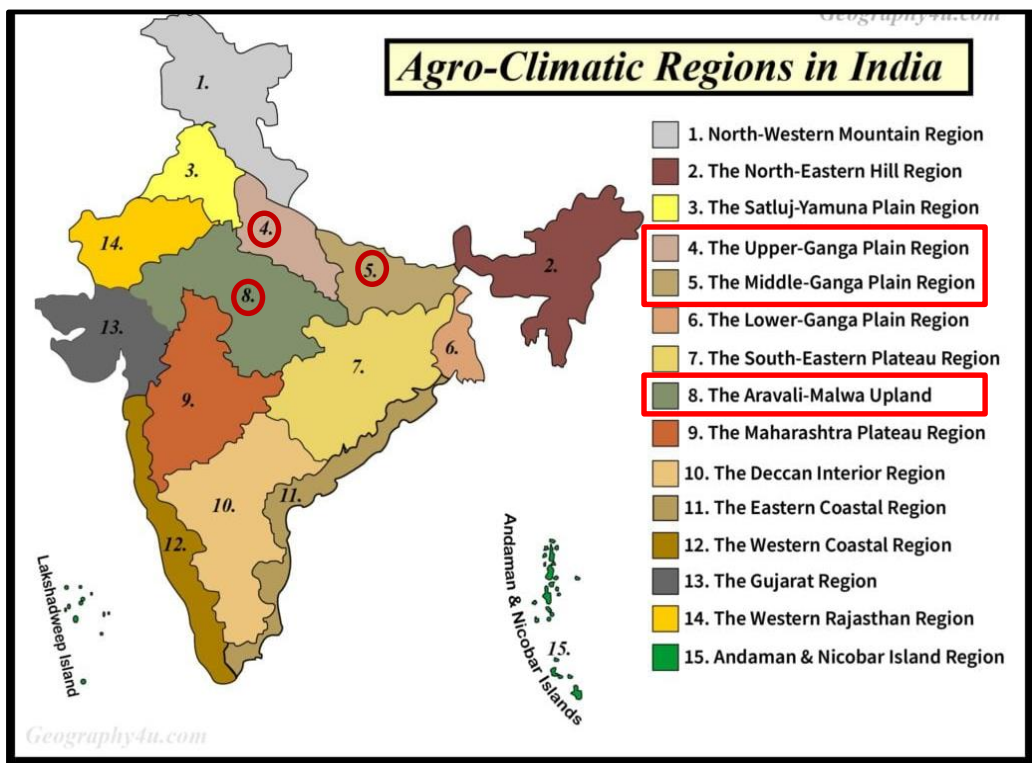 Geography4u.com
Agro-Climatic Regions in India
1.
3.
4.
14.
5.
2.
8.
13.
6.
7.
9.
10.
11.
12.
15.
1. North-Western Mountain Region
2. The North-Eastern Hill Region
3. The Satluj-Yamuna Plain Region
4. The Upper-Ganga Plain Region
5. The Middle-Ganga Plain Region
6. The Lower-Ganga Plain Region
7. The South-Eastern Plateau Region
8. The Aravali-Malwa Upland
9. The Maharashtra Plateau Region
10. The Deccan Interior Region
11. The Eastern Coastal Region
12. The Western Coastal Region
13. The Gujarat Region
14. The Western Rajasthan Region
15. Andaman & Nicobar Island Region
Lakshadweep Island
Andaman & Nicobar Islands
Geography4u.com